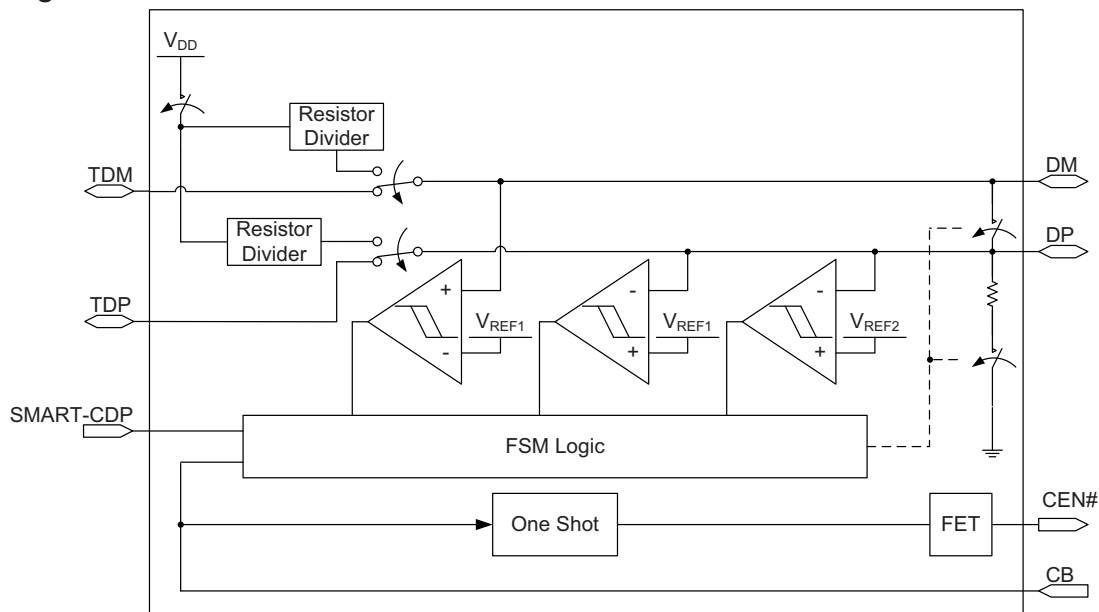 VDD
Resistor
Divider
TDM
DM
Resistor
Divider
DP
TDP
+
-
VREF1
-
+
VREF1
-
+
VREF2
SMART-CDP
FSM Logic
One Shot
FET
CEN#
CB